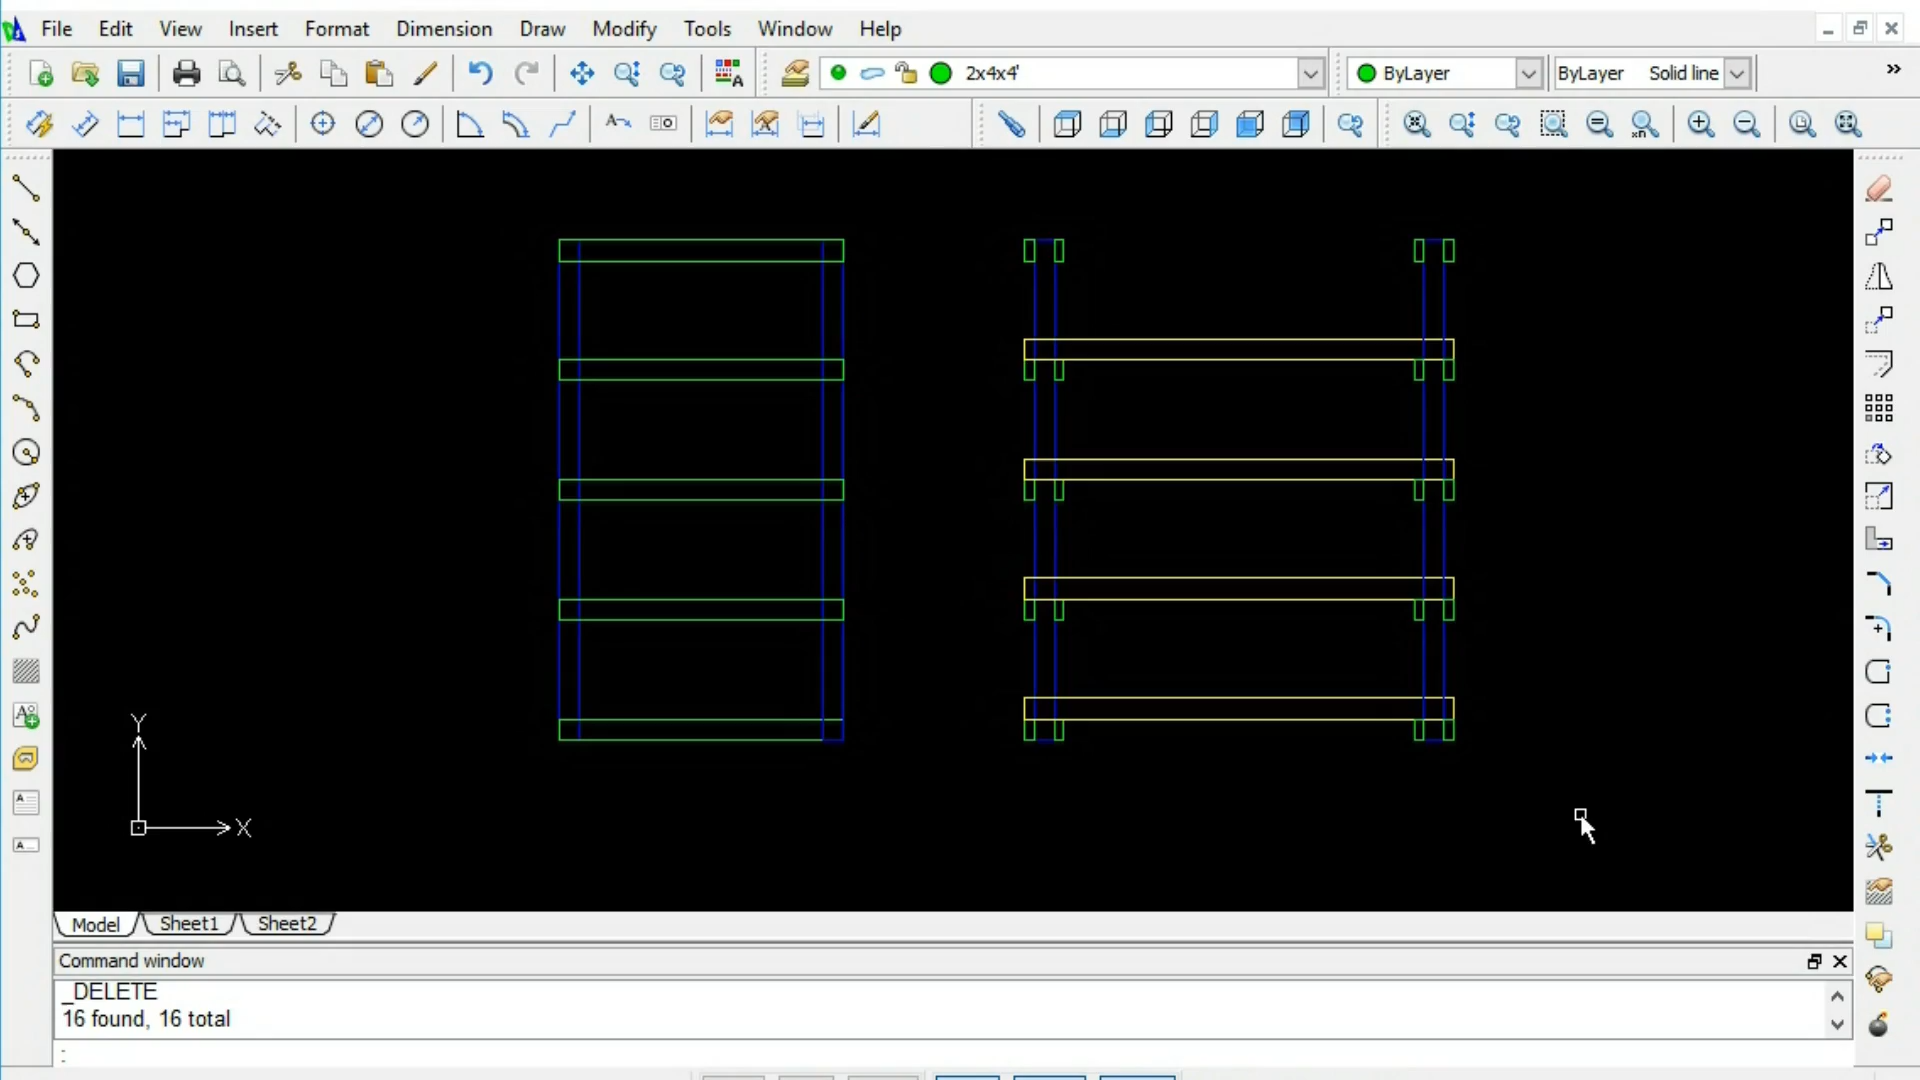 File Edit View Insert Format Dimension Draw Modify Tools Window Help
2x4x4' ByLayer ByLayer Solid line
Y
X
Model Sheet1 Sheet2
Command window
_DELETE
16 found, 16 total
: